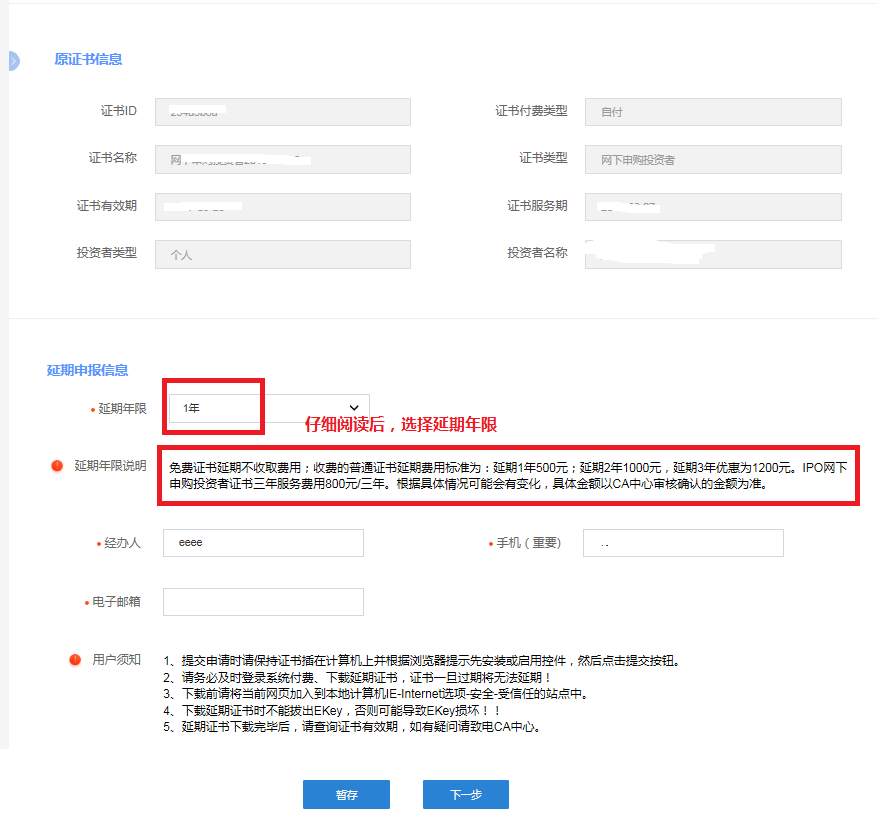 原证书信息
证书ID
证书付费类型 自付
证书名称
证书类型 网下申购投资者
证书有效期
证书服务期
投资者类型 个人
投资者名称
延期申报信息
延期年限 1年
仔细阅读后，选择延期年限
延期年限说明
免费证书延期不收取费用；收费的普通证书延期费用标准为：延期1年500元；延期2年1000元，延期3年优惠为1200元。IPO网下
申购投资者证书三年服务费用800元/三年。根据具体情况可能会有变化，具体金额以CA中心审核确认的金额为准。
经办人 eeee
手机（重要） ..
电子邮箱
用户须知
1、提交申请时请保持证书插在计算机上并根据浏览器提示先安装或启用控件，然后点击提交按钮。
2、请务必及时登录系统付费、下载延期证书，证书一旦过期将无法延期！
3、下载前请将当前网页加入到本地计算机IE-Internet选项-安全-受信任的站点中。
4、下载延期证书时不能拔出EKey，否则可能导致EKey损坏！！
5、延期证书下载完毕后，请查询证书有效期，如有疑问请致电CA中心。
暂存 下一步